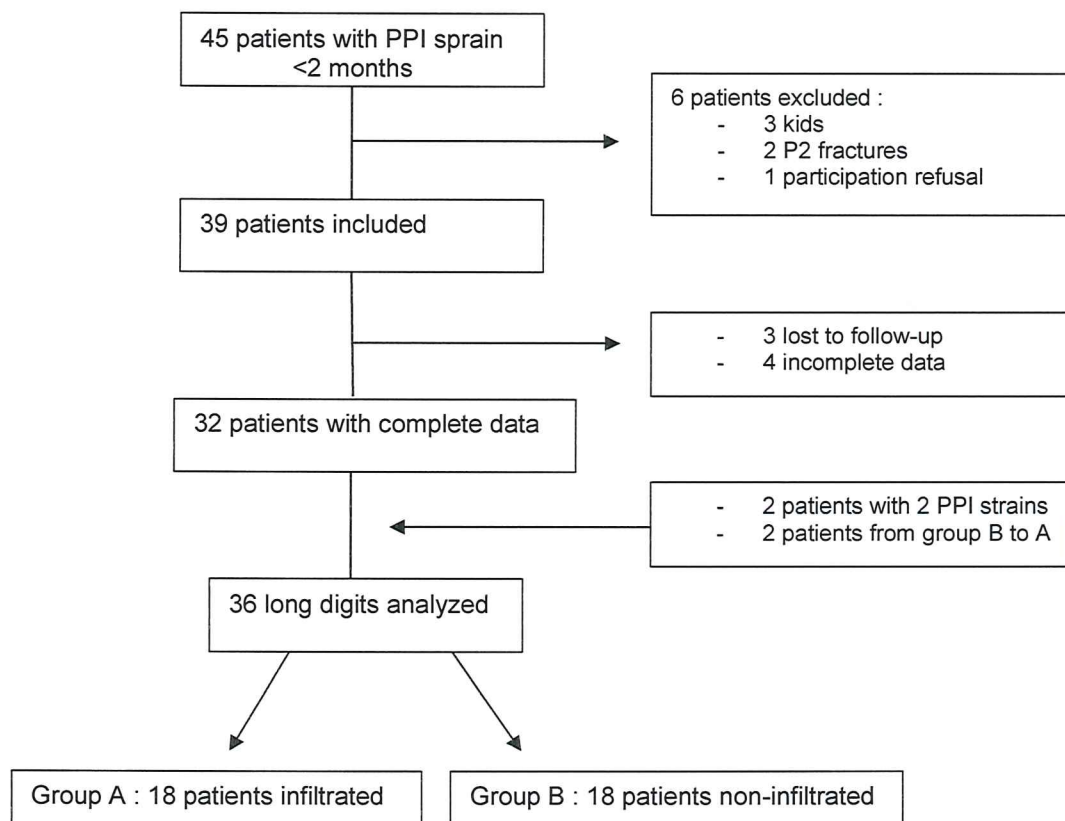 45 patients with PPI sprain
<2 months
6 patients excluded :
- 3 kids
- 2 P2 fractures
- 1 participation refusal
39 patients included
- 3 lost to follow-up
- 4 incomplete data
32 patients with complete data
- 2 patients with 2 PPI strains
- 2 patients from group B to A
36 long digits analyzed
Group A : 18 patients infiltrated
Group B : 18 patients non-infiltrated